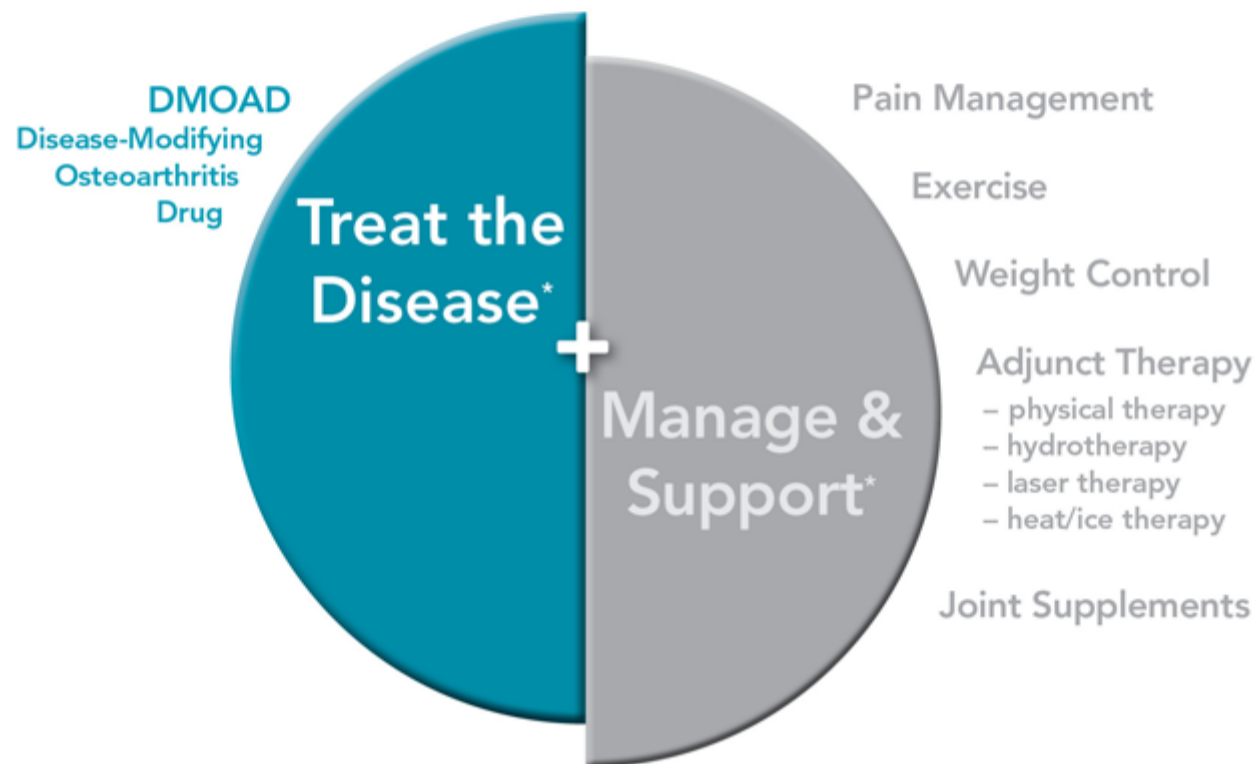 DMOAD
Disease-Modifying
Osteoarthritis
Drug
Treat the
Disease*
+
Manage &
Support*
Pain Management
Exercise
Weight Control
Adjunct Therapy
– physical therapy
– hydrotherapy
– laser therapy
– heat/ice therapy
Joint Supplements